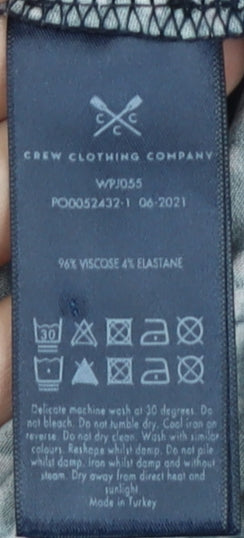 C C
C
CREW CLOTHING COMPANY
WPJ055
PO0052432-1 06-2021
96% VISCOSE 4% ELASTANE
30
Delicate machine wash at 30 degrees. Do
not bleach. Do not tumble dry. Cool iron on
reverse. Do not dry clean. Wash with similar
colours. Reshape whilst damp. Do not pile
whilst damp. Iron whilst damp and without
steam. Dry away from direct heat and
sunlight
Made in Turkey